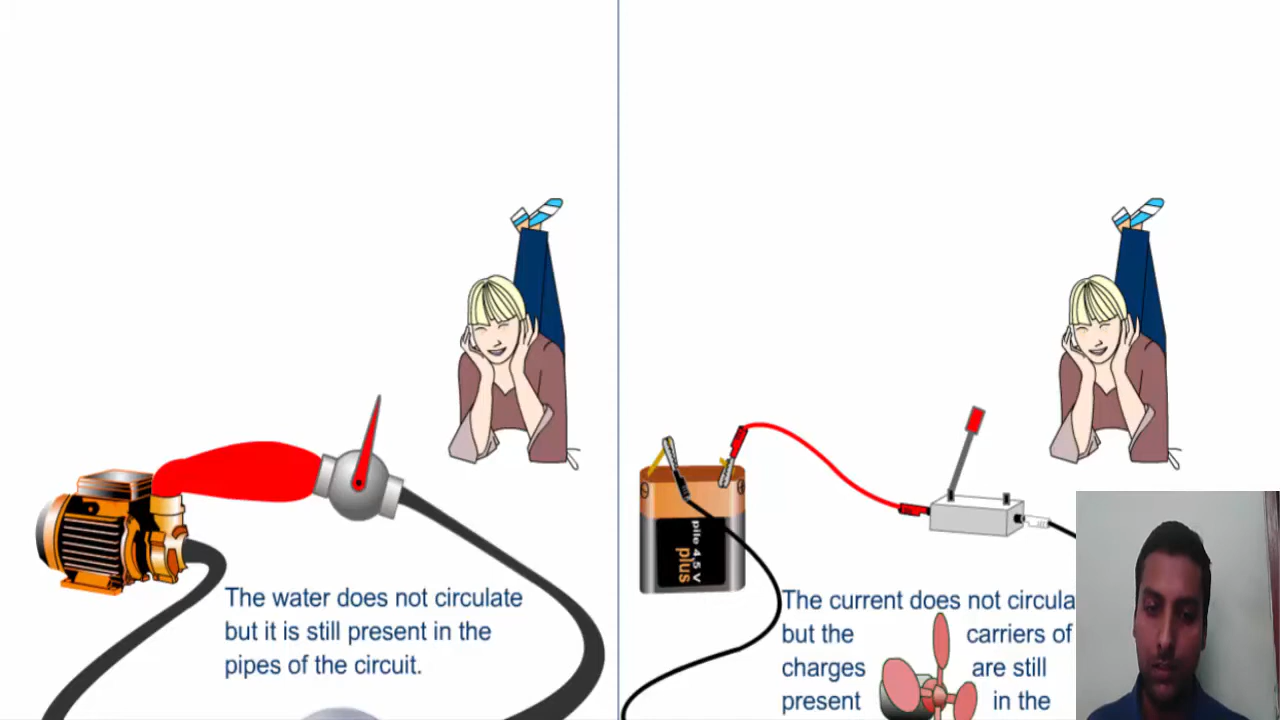 The water does not circulate
but it is still present in the
pipes of the circuit.
pile 4,5 V
plus
The current does not circula
but the carriers of
charges are still
present in the